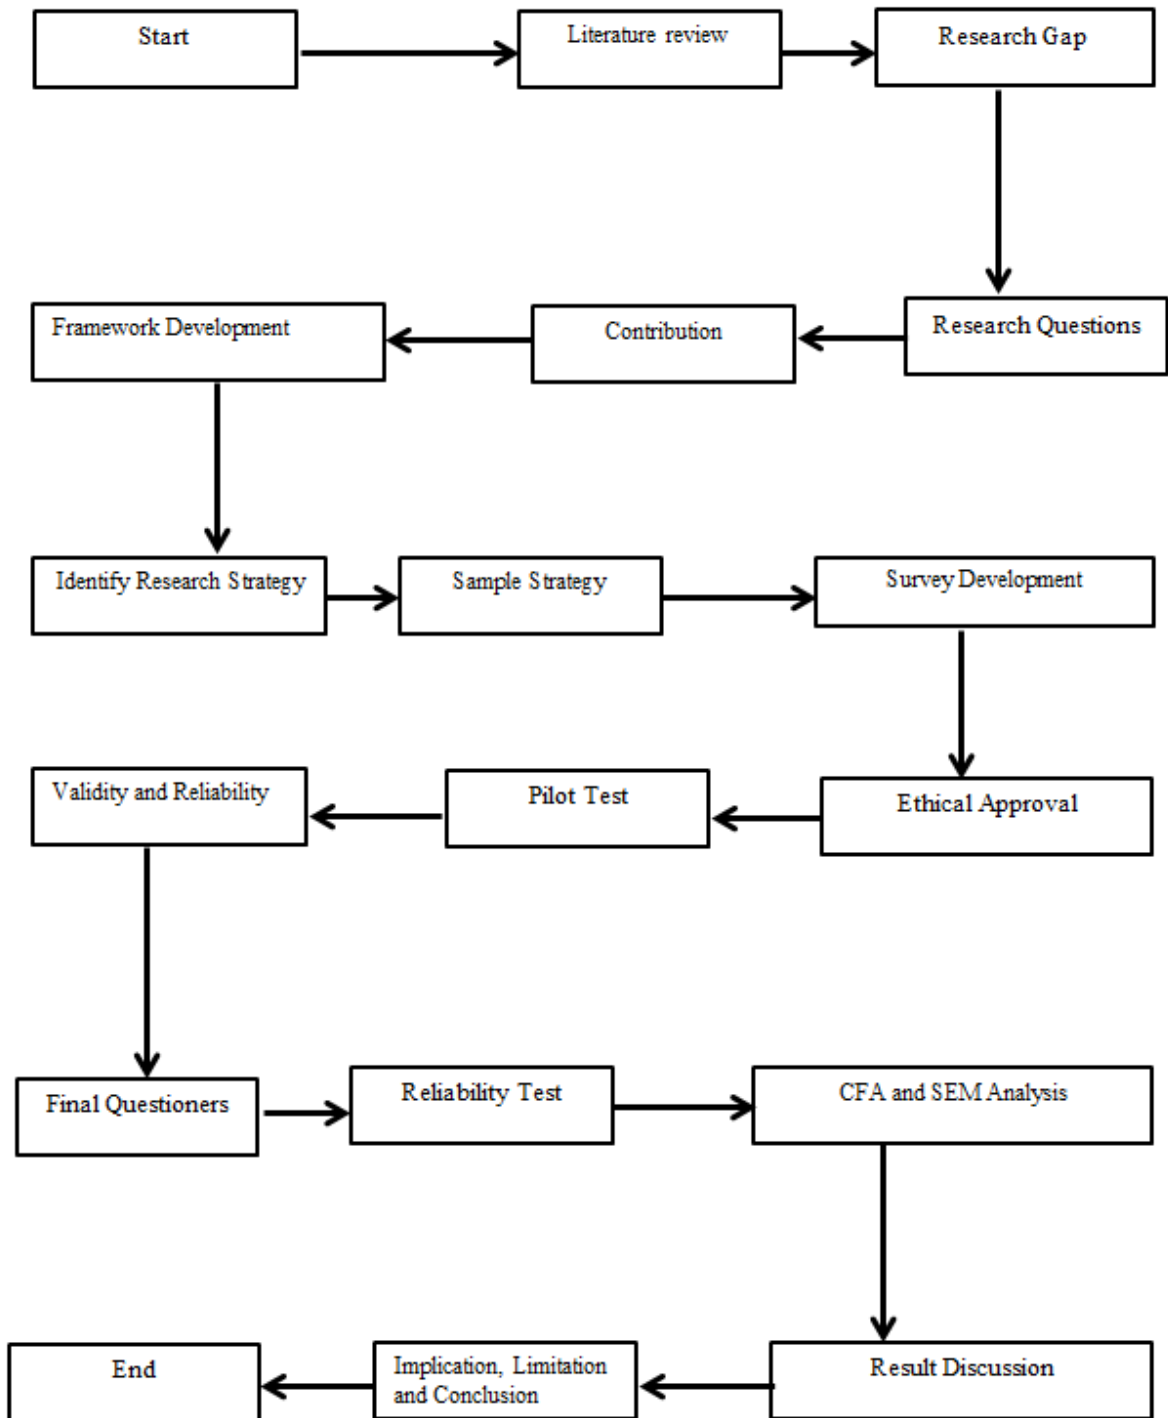 Start
Literature review
Research Gap
Research Questions
Contribution
Framework Development
Identify Research Strategy
Sample Strategy
Survey Development
Ethical Approval
Pilot Test
Validity and Reliability
Final Questioners
Reliability Test
CFA and SEM Analysis
Result Discussion
Implication, Limitation
and Conclusion
End